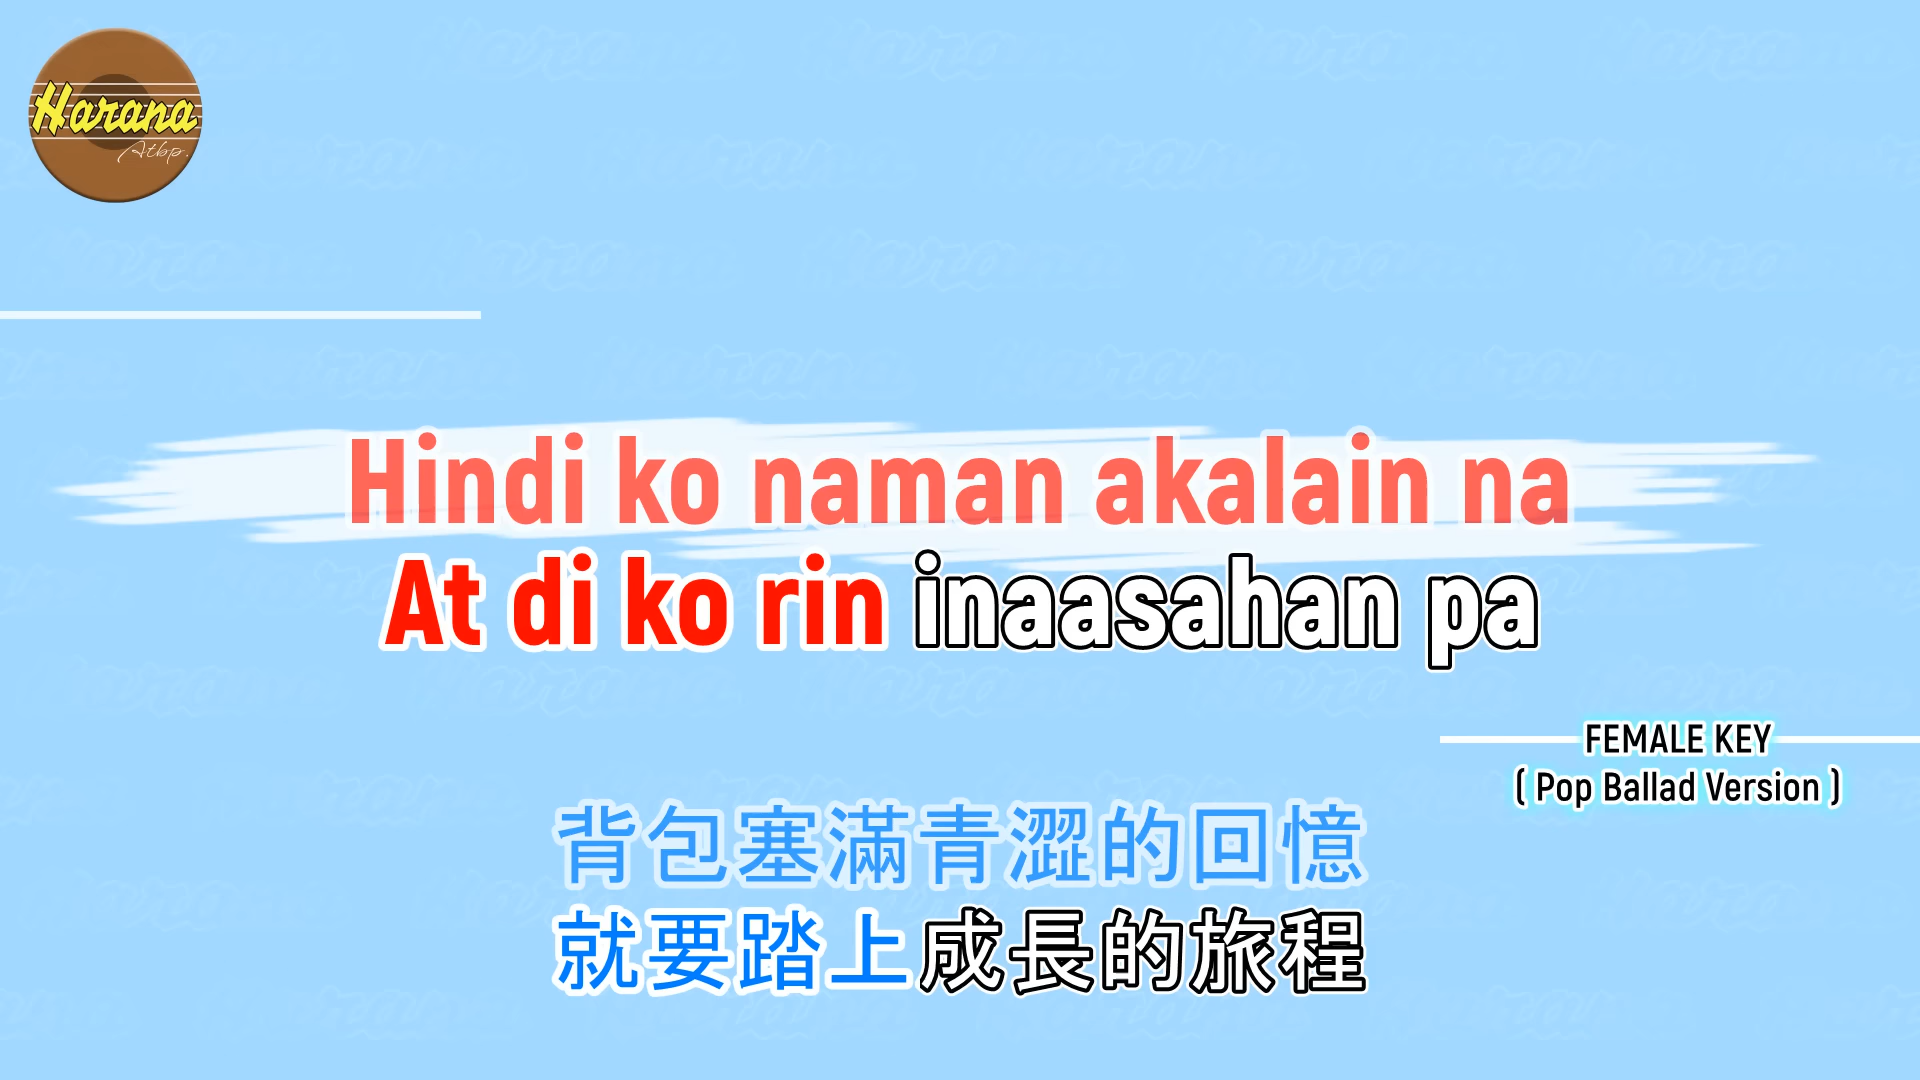 Harana
Atbp.
Hindi ko naman akalain na
At di ko rin inaasahan pa
FEMALE KEY
( Pop Ballad Version )
背包塞滿青澀的回憶
就要踏上成長的旅程